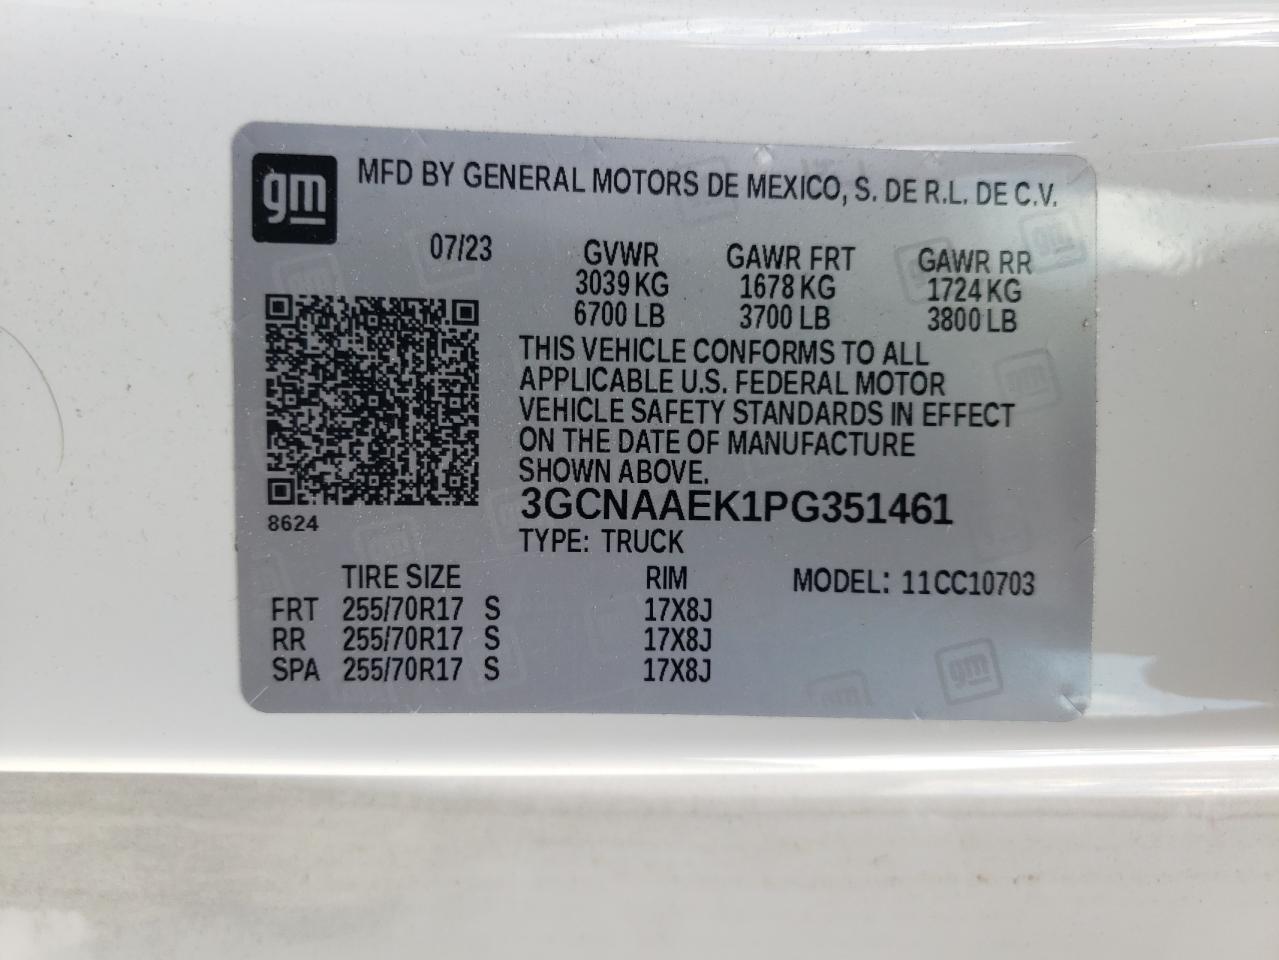 gm
MFD BY GENERAL MOTORS DE MEXICO, S. DE R.L. DE C.V.
07/23 GVWR GAWR FRT GAWR RR
3039 KG 1678 KG 1724 KG
6700 LB 3700 LB 3800 LB
THIS VEHICLE CONFORMS TO ALL
APPLICABLE U.S. FEDERAL MOTOR
VEHICLE SAFETY STANDARDS IN EFFECT
ON THE DATE OF MANUFACTURE
SHOWN ABOVE.
3GCNAAEK1PG351461
8624
TYPE: TRUCK
TIRE SIZE RIM MODEL: 11CC10703
FRT 255/70R17 S 17X8J
RR 255/70R17 S 17X8J
SPA 255/70R17 S 17X8J
gm